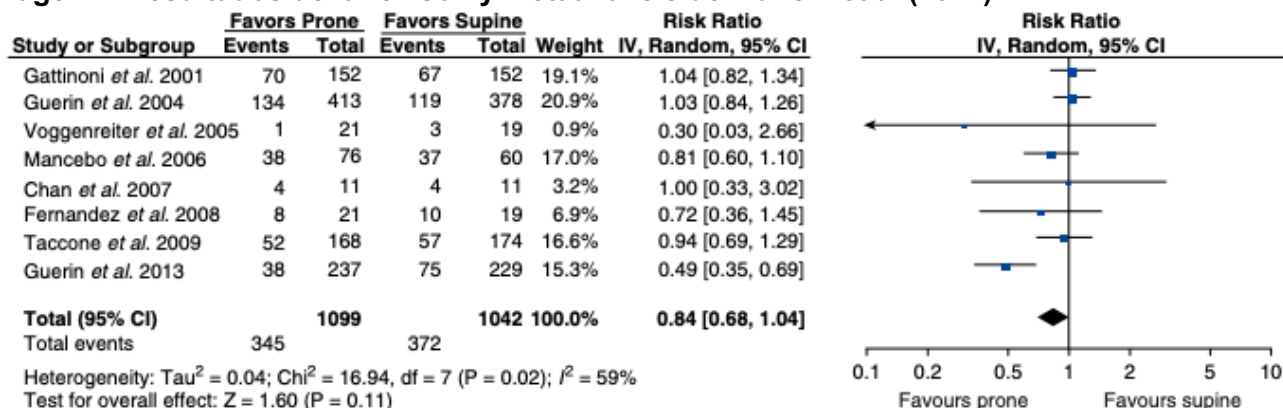 Favors Prone Favors Supine Risk Ratio Risk Ratio
Study or Subgroup Events Total Events Total Weight IV, Random, 95% CI IV, Random, 95% CI
Gattinoni et al. 2001 70 152 67 152 19.1% 1.04 [0.82, 1.34]
Guerin et al. 2004 134 413 119 378 20.9% 1.03 [0.84, 1.26]
Voggenreiter et al. 2005 1 21 3 19 0.9% 0.30 [0.03, 2.66]
Mancebo et al. 2006 38 76 37 60 17.0% 0.81 [0.60, 1.10]
Chan et al. 2007 4 11 4 11 3.2% 1.00 [0.33, 3.02]
Fernandez et al. 2008 8 21 10 19 6.9% 0.72 [0.36, 1.45]
Taccone et al. 2009 52 168 57 174 16.6% 0.94 [0.69, 1.29]
Guerin et al. 2013 38 237 75 229 15.3% 0.49 [0.35, 0.69]
Total (95% CI) 1099 1042 100.0% 0.84 [0.68, 1.04]
Total events 345 372
Heterogeneity: Tau² = 0.04; Chi² = 16.94, df = 7 (P = 0.02); I² = 59%
Test for overall effect: Z = 1.60 (P = 0.11)
0.1 0.2 0.5 1 2 5 10
Favours prone Favours supine